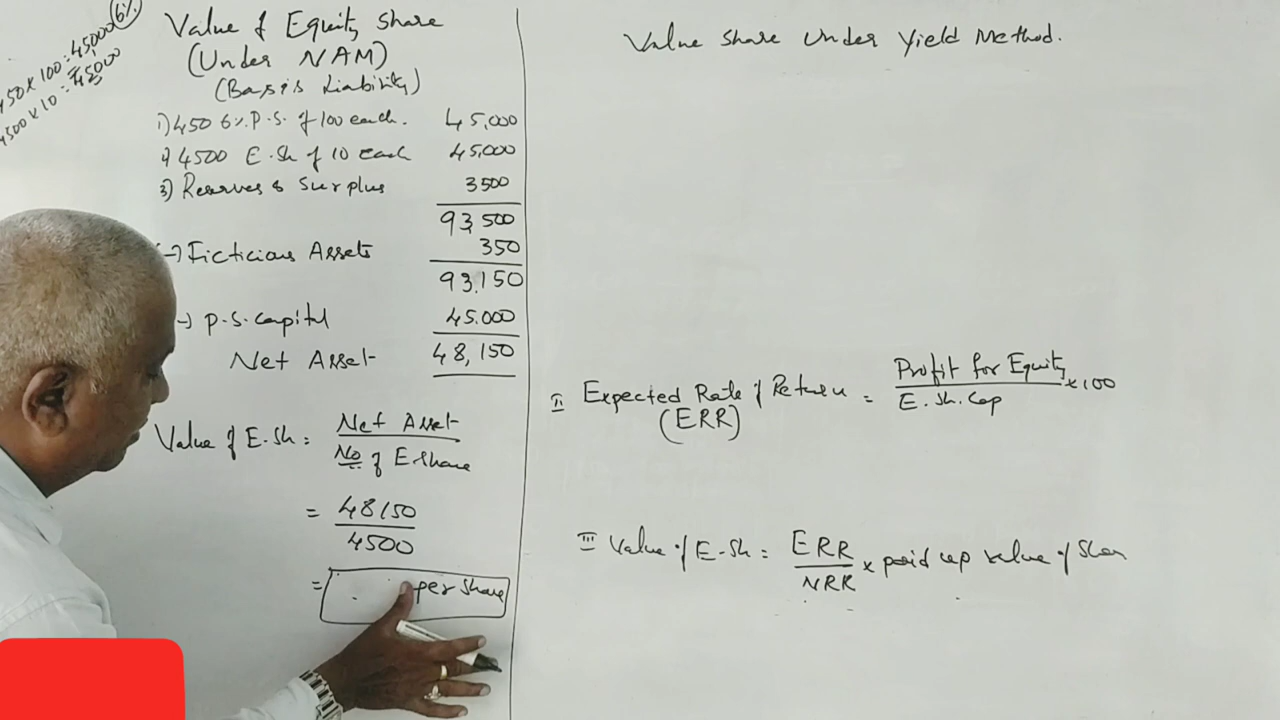 6%
450 x 100 = 45,000
4500 x 10 = 45000
Value of Equity Share
(Under NAM)
(Basis Liability)
1) 450 6% P.S. of 100 each. 45,000
2) 4500 E.Sh of 10 each 45,000
3) Reserves & Surplus 3500
93,500
(-) Ficticious Assets 350
93,150
(-) P.S. Capital 45.000
Net Asset 48,150
Value of E.Sh = Net Asset
No of E share
= 48150
4500
= per share
Value share under Yield Method.
II Expected Rate of Return = Profit for Equity x 100
(ERR) E.Sh.Cap
III Value of E-Sh = ERR x paid up value of
NRR